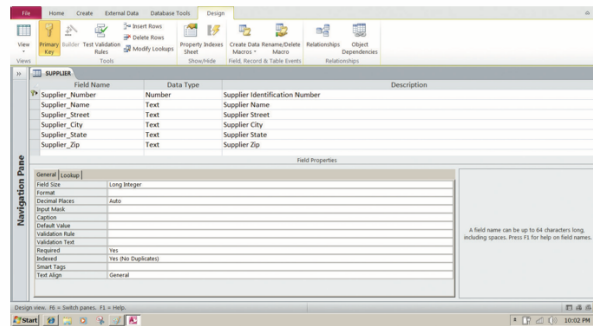 File Home Create External Data Database Tools Design
View Primary Key Builder Test Validation Rules Insert Rows Delete Rows Modify Lookups Property Sheet Indexes Create Data Macros Rename/Delete Macro Relationships Object Dependencies
Views Tools Show/Hide Field, Record & Table Events Relationships
SUPPLIER
Field Name Data Type Description
Supplier_Number Number Supplier Identification Number
Supplier_Name Text Supplier Name
Supplier_Street Text Supplier Street
Supplier_City Text Supplier City
Supplier_State Text Supplier State
Supplier_Zip Text Supplier Zip
Field Properties
Navigation Pane
General Lookup
Field Size Long Integer
Format
Decimal Places Auto
Input Mask
Caption
Default Value
Validation Rule
Validation Text
Required Yes
Indexed Yes (No Duplicates)
Smart Tags
Text Align General
A field name can be up to 64 characters long,
including spaces. Press F1 for help on field names.
Design view. F6 = Switch panes. F1 = Help.
Start 10:02 PM